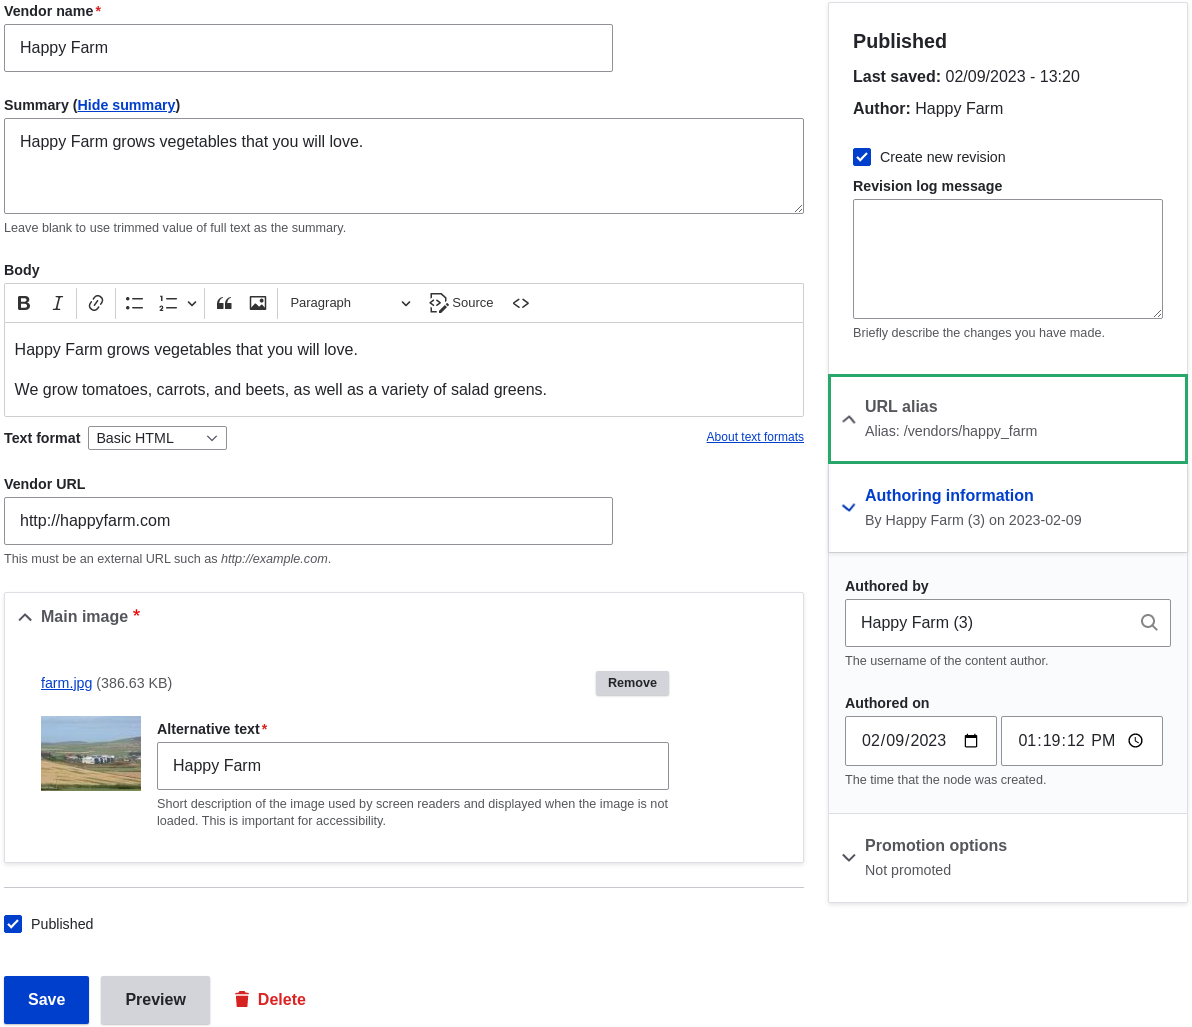 Vendor name*
Happy Farm
Summary (Hide summary)
Happy Farm grows vegetables that you will love.
Leave blank to use trimmed value of full text as the summary.
Body
B I Paragraph Source
Happy Farm grows vegetables that you will love.
We grow tomatoes, carrots, and beets, as well as a variety of salad greens.
Text format Basic HTML About text formats
Vendor URL
http://happyfarm.com
This must be an external URL such as http://example.com.
Main image *
farm.jpg (386.63 KB) Remove
Alternative text*
Happy Farm
Short description of the image used by screen readers and displayed when the image is not
loaded. This is important for accessibility.
Published
Save Preview Delete
Published
Last saved: 02/09/2023 - 13:20
Author: Happy Farm
Create new revision
Revision log message
Briefly describe the changes you have made.
URL alias
Alias: /vendors/happy_farm
Authoring information
By Happy Farm (3) on 2023-02-09
Authored by
Happy Farm (3)
The username of the content author.
Authored on
02/09/2023 01:19:12 PM
The time that the node was created.
Promotion options
Not promoted